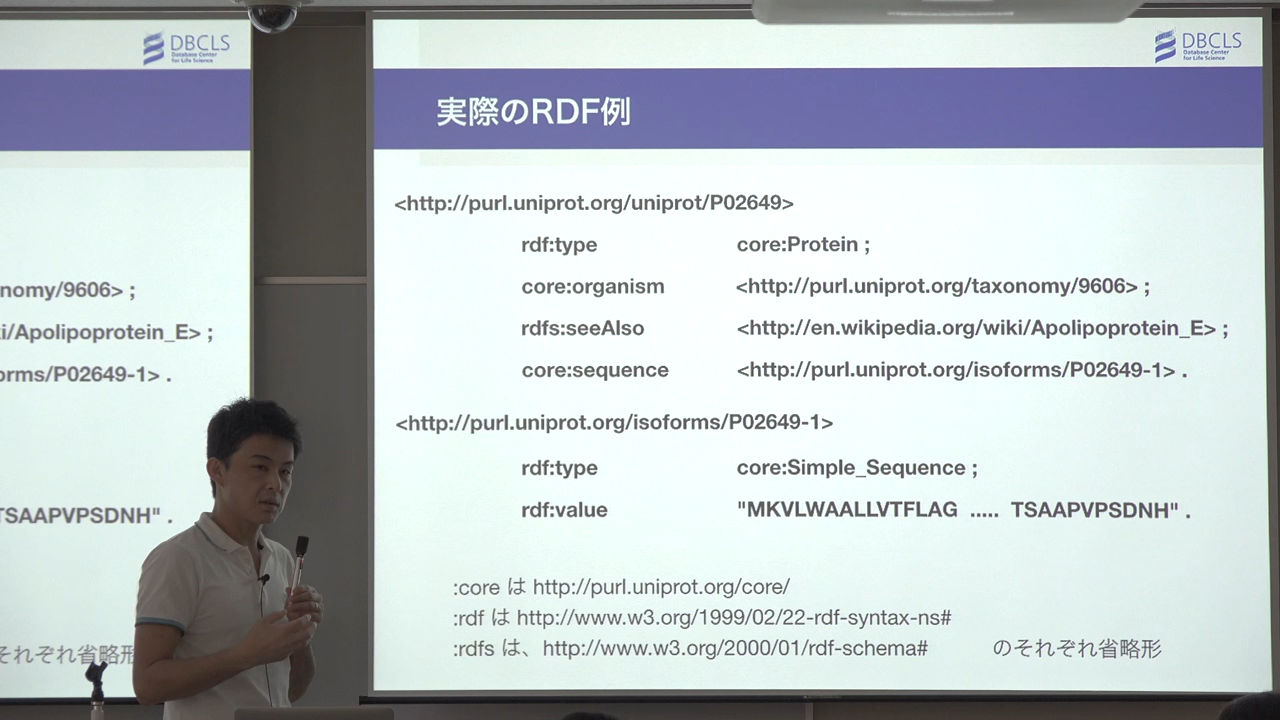 DBCLS
Database Center
for Life Science
nomy/9606> ;
i/Apolipoprotein_E> ;
orms/P02649-1> .
TSAAPVPSDNH" .
それぞれ省略形
DBCLS
Database Center
for Life Science
実際のRDF例
<http://purl.uniprot.org/uniprot/P02649>
rdf:type core:Protein ;
core:organism <http://purl.uniprot.org/taxonomy/9606> ;
rdfs:seeAlso <http://en.wikipedia.org/wiki/Apolipoprotein_E> ;
core:sequence <http://purl.uniprot.org/isoforms/P02649-1> .
<http://purl.uniprot.org/isoforms/P02649-1>
rdf:type core:Simple_Sequence ;
rdf:value "MKVLWAALLVTFLAG ..... TSAAPVPSDNH" .
:core は http://purl.uniprot.org/core/
:rdf は http://www.w3.org/1999/02/22-rdf-syntax-ns#
:rdfs は、http://www.w3.org/2000/01/rdf-schema# のそれぞれ省略形